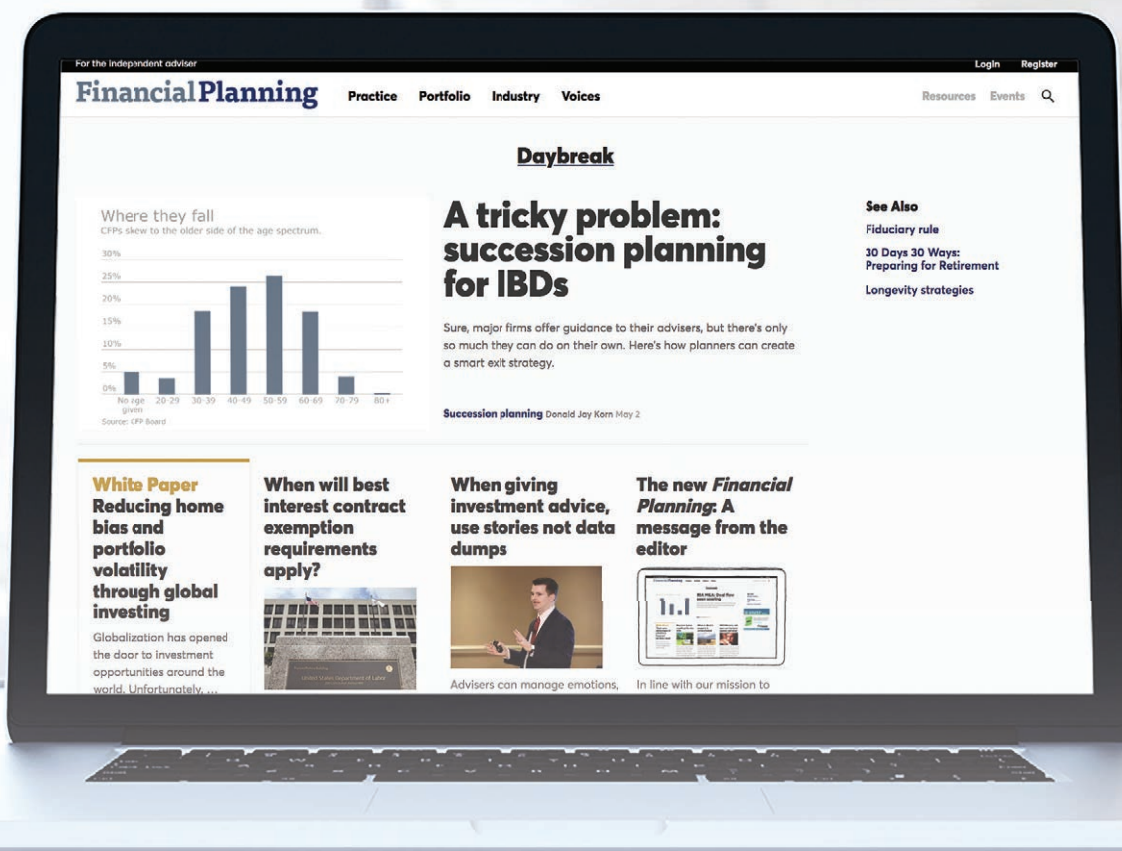 For the independent adviser
Login Register
FinancialPlanning Practice Portfolio Industry Voices Resources Events
Daybreak
Where they fall
CFPs skew to the older side of the age spectrum.
30%
25%
20%
15%
10%
5%
0%
No age 20-29 30-39 40-49 50-59 60-69 70-79 80+
given
Source: CFP Board
A tricky problem:
succession planning
for IBDs
Sure, major firms offer guidance to their advisers, but there's only
so much they can do on their own. Here's how planners can create
a smart exit strategy.
Succession planning Donald Jay Korn May 2
See Also
Fiduciary rule
30 Days 30 Ways:
Preparing for Retirement
Longevity strategies
White Paper
Reducing home
bias and
portfolio
volatility
through global
investing
Globalization has opened
the door to investment
opportunities around the
world. Unfortunately, ...
When will best
interest contract
exemption
requirements
apply?
United States Department of Labor
When giving
investment advice,
use stories not data
dumps
Advisers can manage emotions,
The new Financial
Planning: A
message from the
editor
In line with our mission to